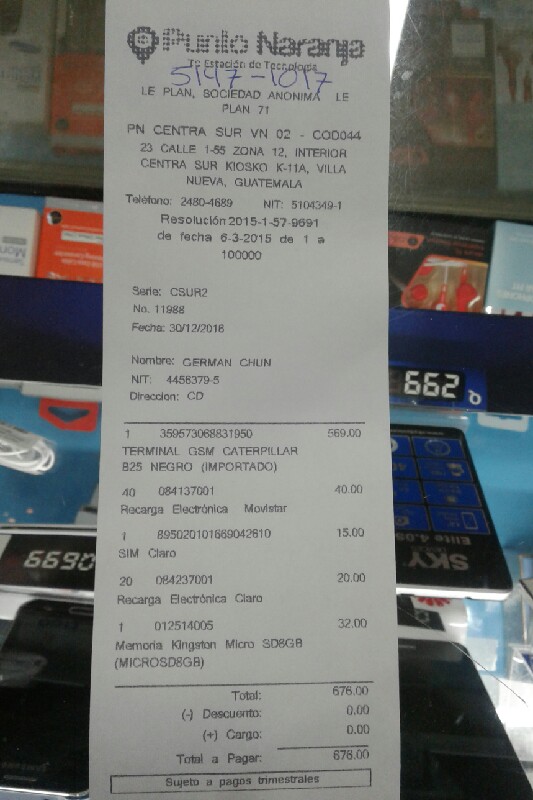 Punto Naranja
Tu Estación de Tecnología
5147-1017
LE PLAN, SOCIEDAD ANONIMA LE
PLAN 71
PN CENTRA SUR VN 02 - COD044
23 CALLE 1-55 ZONA 12, INTERIOR
CENTRA SUR KIOSKO K-11A, VILLA
NUEVA, GUATEMALA
Teléfono: 2480-4689 NIT: 5104349-1
Resolución 2015-1-57-9691
de fecha 6-3-2015 de 1 a
100000
Serie: CSUR2
No. 11988
Fecha: 30/12/2016
Nombre: GERMAN CHUN
NIT: 4456379-5
Direccion: CD
1 359573068831950 569.00
TERMINAL GSM CATERPILLAR
B25 NEGRO (IMPORTADO)
40 084137001 40.00
Recarga Electrónica Movistar
1 895020101669042610 15.00
SIM Claro
20 084237001 20.00
Recarga Electrónica Claro
1 012514005 32.00
Memoria Kingston Micro SD8GB
(MICROSD8GB)
Total: 676.00
(-) Descuento: 0.00
(+) Cargo: 0.00
Total a Pagar: 676.00
Sujeto a pagos trimestrales
662
SKY
Elite 4.0